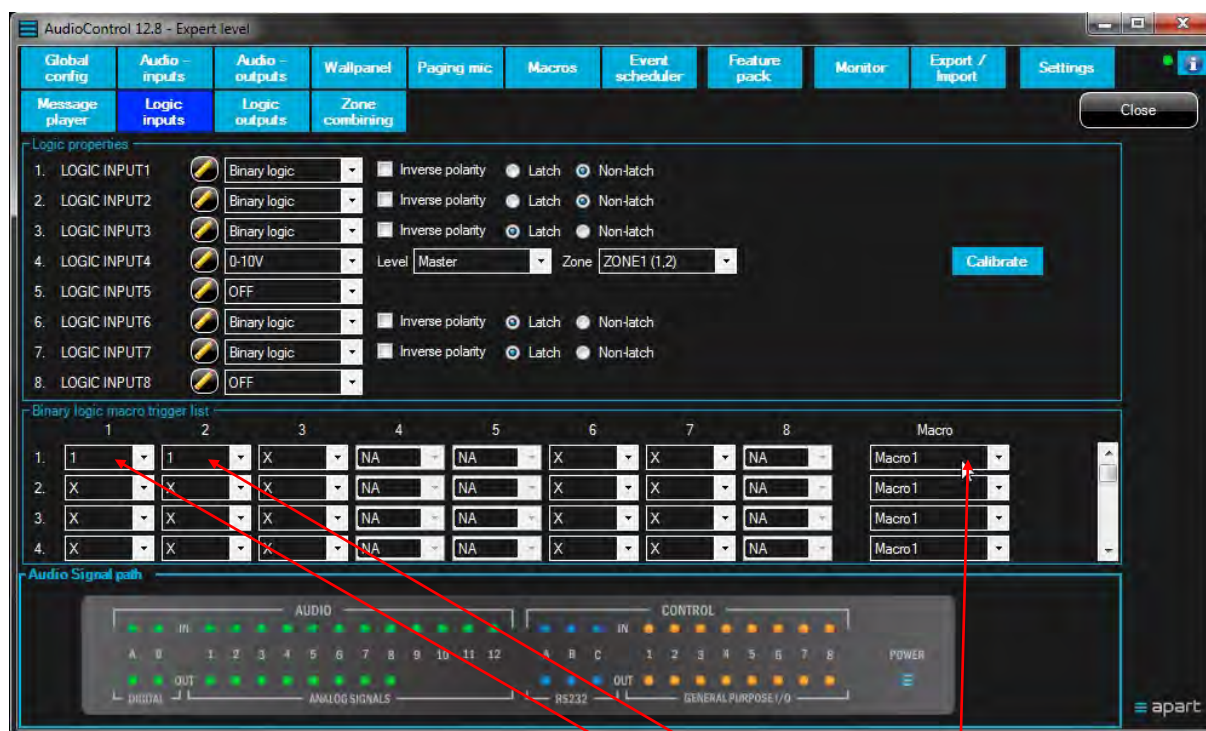 AudioControl 12.8 - Expert level
Global config Audio – inputs Audio – outputs Wallpanel Paging mic Macros Event scheduler Feature pack Monitor Export / Import Settings
Message player Logic inputs Logic outputs Zone combining Close
Logic properties
1. LOGIC INPUT1 Binary logic Inverse polarity Latch Non-latch
2. LOGIC INPUT2 Binary logic Inverse polarity Latch Non-latch
3. LOGIC INPUT3 Binary logic Inverse polarity Latch Non-latch
4. LOGIC INPUT4 0-10V Level Master Zone ZONE1 (1,2) Calibrate
5. LOGIC INPUT5 OFF
6. LOGIC INPUT6 Binary logic Inverse polarity Latch Non-latch
7. LOGIC INPUT7 Binary logic Inverse polarity Latch Non-latch
8. LOGIC INPUT8 OFF
Binary logic macro trigger list
1 2 3 4 5 6 7 8 Macro
1. 1 1 X NA NA X X NA Macro1
2. X X X NA NA X X NA Macro1
3. X X X NA NA X X NA Macro1
4. X X X NA NA X X NA Macro1
Audio Signal path
AUDIO CONTROL
IN IN
A B 1 2 3 4 5 6 7 8 9 10 11 12 A B C 1 2 3 4 5 6 7 8 POWER
OUT OUT
DIGITAL ANALOG SIGNALS RS232 GENERAL PURPOSE I/O
apart